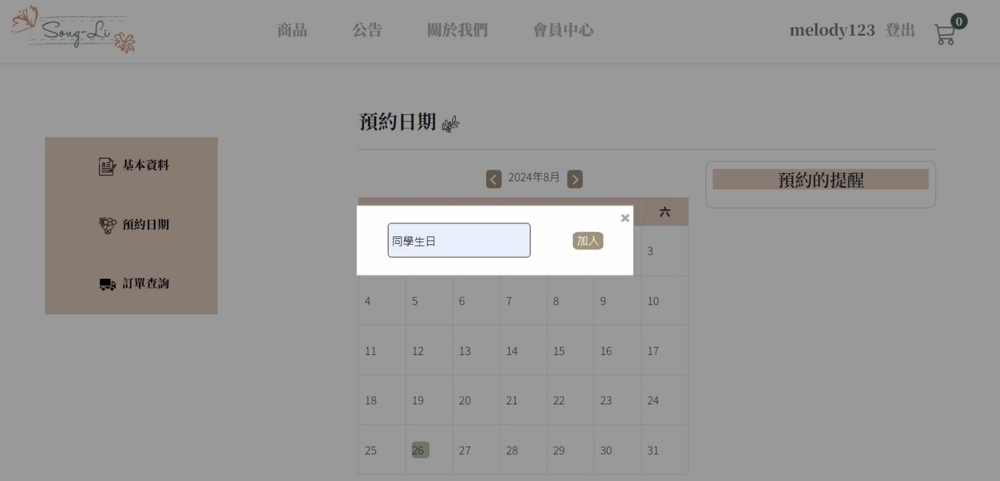 Song-Li
商品 公告 關於我們 會員中心 melody123 登出 0
預約日期
基本資料
預約日期
訂單查詢
2024年8月
預約的提醒
六
同學生日 加入
3
4 5 6 7 8 9 10
11 12 13 14 15 16 17
18 19 20 21 22 23 24
25 26 27 28 29 30 31